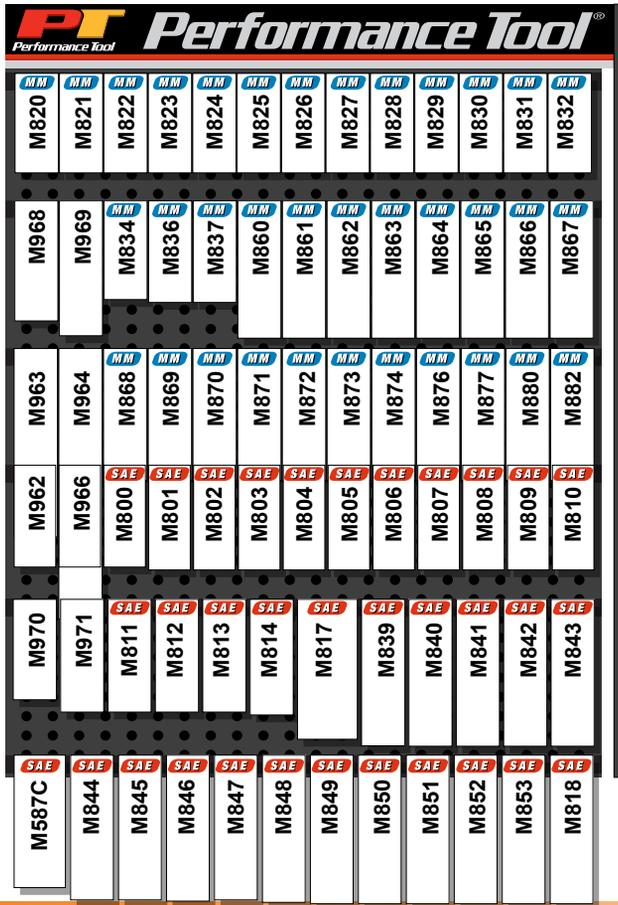 PT Performance Tool®
Performance Tool
MM MM MM MM MM MM MM MM MM MM MM MM MM
M820 M821 M822 M823 M824 M825 M826 M827 M828 M829 M830 M831 M832
MM MM MM MM MM MM MM MM MM MM MM
M968 M969 M834 M836 M837 M860 M861 M862 M863 M864 M865 M866 M867
MM MM MM MM MM MM MM MM MM MM MM
M963 M964 M868 M869 M870 M871 M872 M873 M874 M876 M877 M880 M882
SAE SAE SAE SAE SAE SAE SAE SAE SAE SAE SAE
M962 M966 M800 M801 M802 M803 M804 M805 M806 M807 M808 M809 M810
SAE SAE SAE SAE SAE SAE SAE SAE SAE SAE
M970 M971 M811 M812 M813 M814 M817 M839 M840 M841 M842 M843
SAE SAE SAE SAE SAE SAE SAE SAE SAE SAE SAE SAE
M587C M844 M845 M846 M847 M848 M849 M850 M851 M852 M853 M818